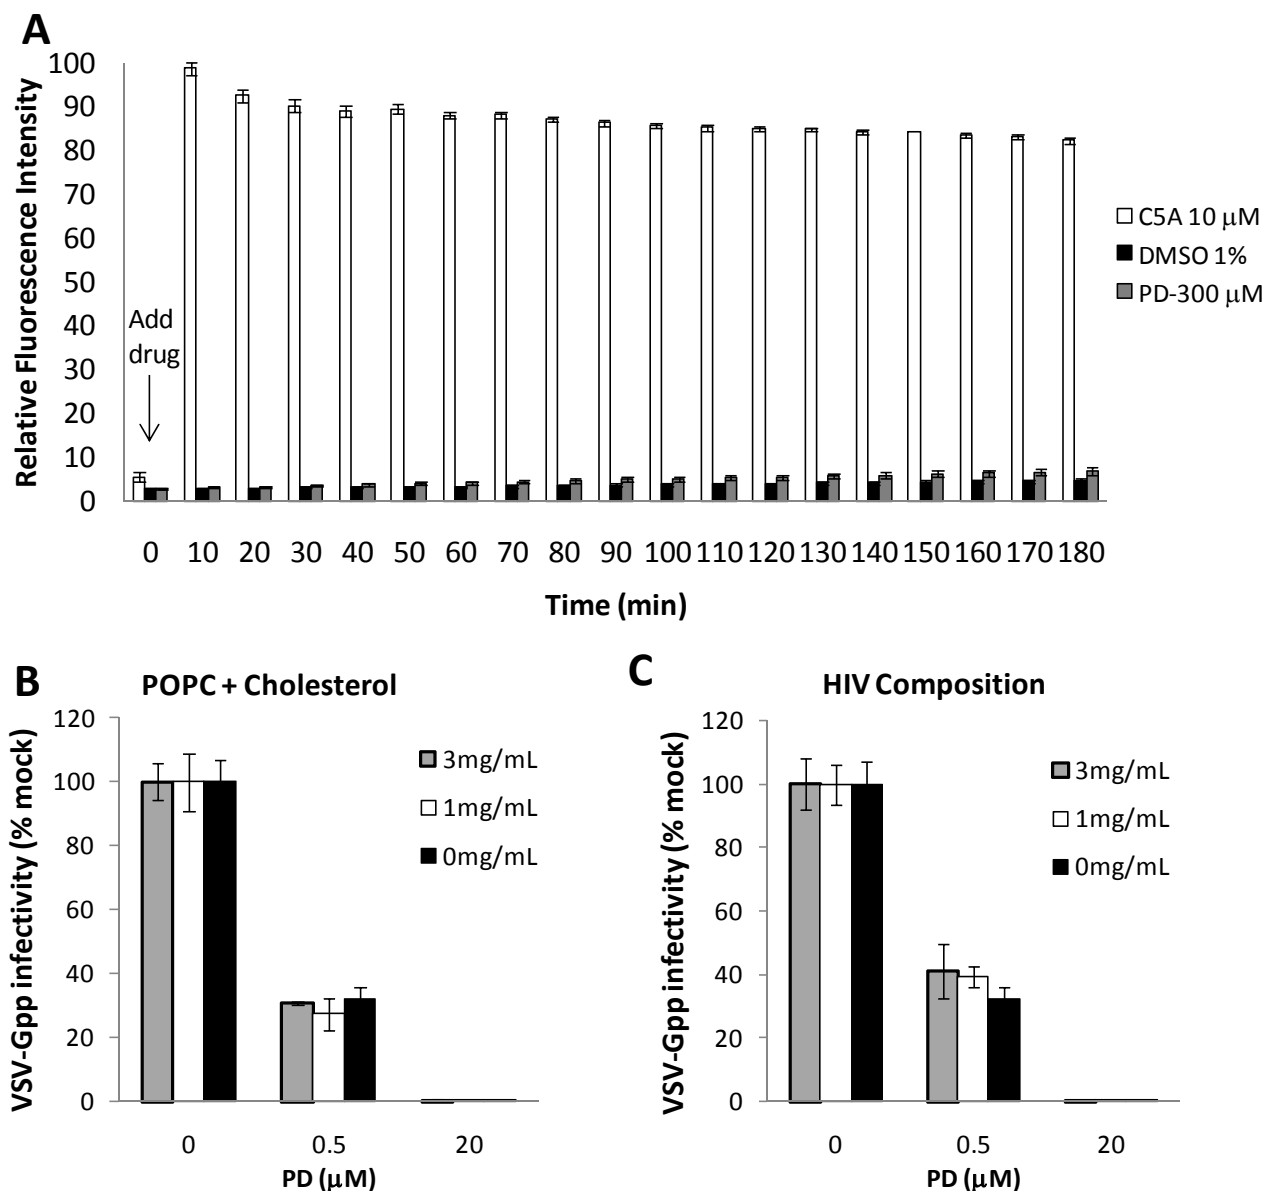 A
100
90
80
70
60
50
40
30
20
10
0
Relative Fluorescence Intensity
Add
drug
C5A 10 μM
DMSO 1%
PD-300 μM
0 10 20 30 40 50 60 70 80 90 100 110 120 130 140 150 160 170 180
Time (min)
B
POPC + Cholesterol
120
100
80
60
40
20
0
VSV-Gpp infectivity (% mock)
3mg/mL
1mg/mL
0mg/mL
0 0.5 20
PD (μM)
C
HIV Composition
120
100
80
60
40
20
0
VSV-Gpp infectivity (% mock)
3mg/mL
1mg/mL
0mg/mL
0 0.5 20
PD (μM)